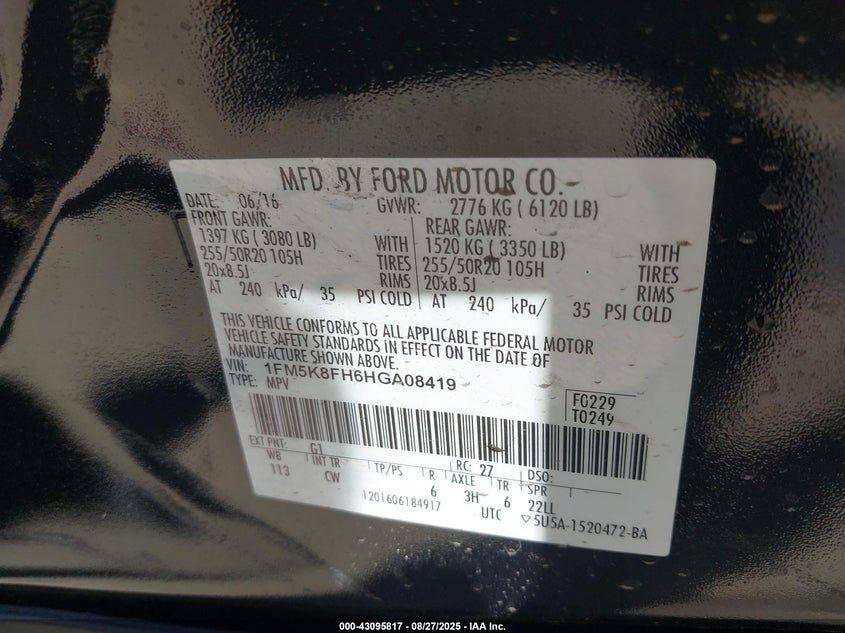 MFD. BY FORD MOTOR CO.
DATE: 06/16 GVWR: 2776 KG ( 6120 LB)
FRONT GAWR: REAR GAWR:
1397 KG ( 3080 LB) WITH 1520 KG ( 3350 LB) WITH
255/50R20 105H TIRES 255/50R20 105H TIRES
20x8.5J RIMS 20x8.5J RIMS
AT 240 kPa/ 35 PSI COLD AT 240 kPa/ 35 PSI COLD
THIS VEHICLE CONFORMS TO ALL APPLICABLE FEDERAL MOTOR
VEHICLE SAFETY STANDARDS IN EFFECT ON THE DATE OF
MANUFACTURE SHOWN ABOVE.
VIN: 1FM5K8FH6HGA08419
TYPE: MPV
F0229
T0249
EXT PNT: G1 RC: 27 DSO:
WB INT TR TP/PS R AXLE TR SPR
113 CW 6 3H 6 22LL
1201606184917 UTC ▽5U5A-1520472-BA
000-43095817 - 08/27/2025 - IAA Inc.